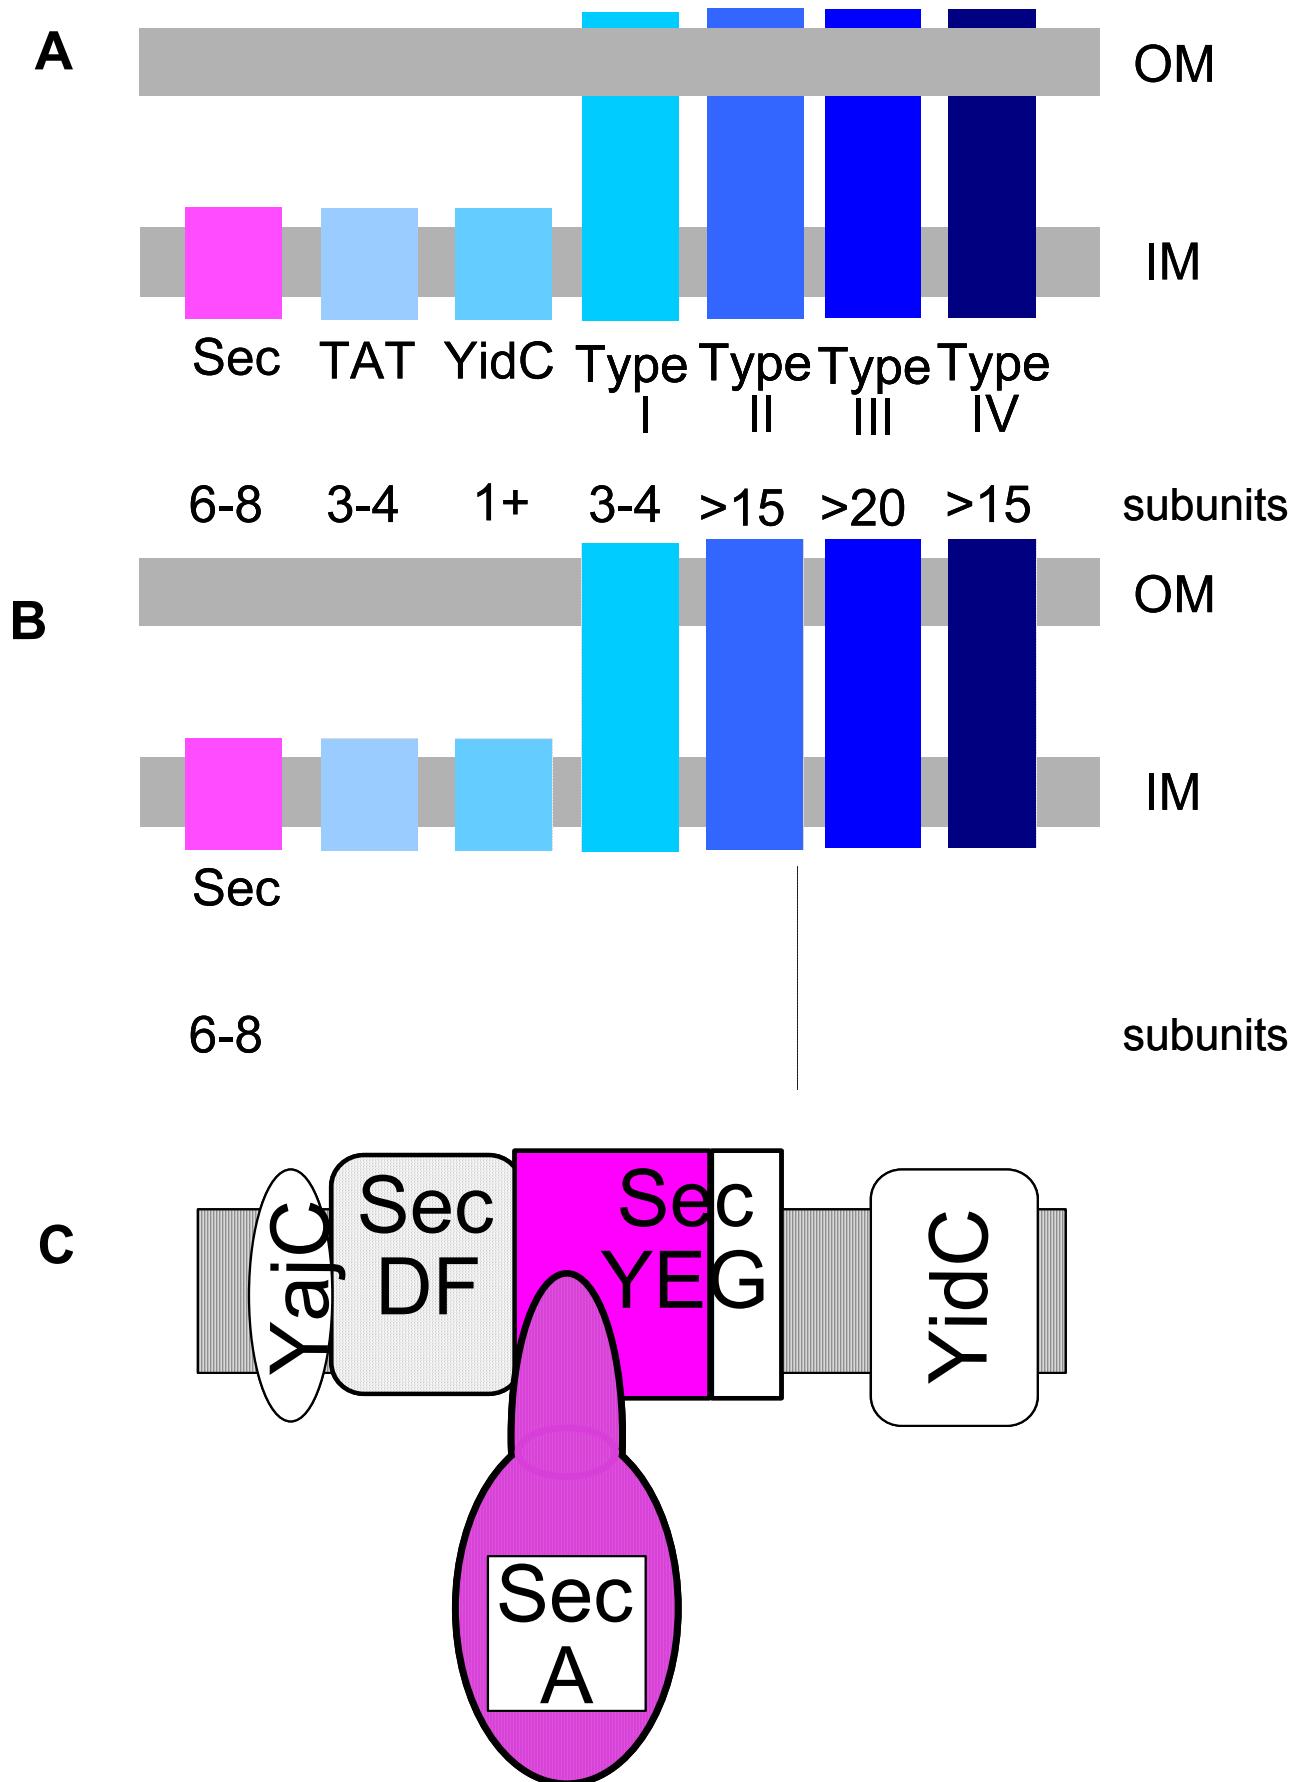 A
OM
IM
Sec TAT YidC Type I Type II Type III Type IV
6-8 3-4 1+ 3-4 >15 >20 >15 subunits
B
OM
IM
Sec
6-8 subunits
C
YajC
Sec
DF
Sec
YEG
YidC
Sec
A